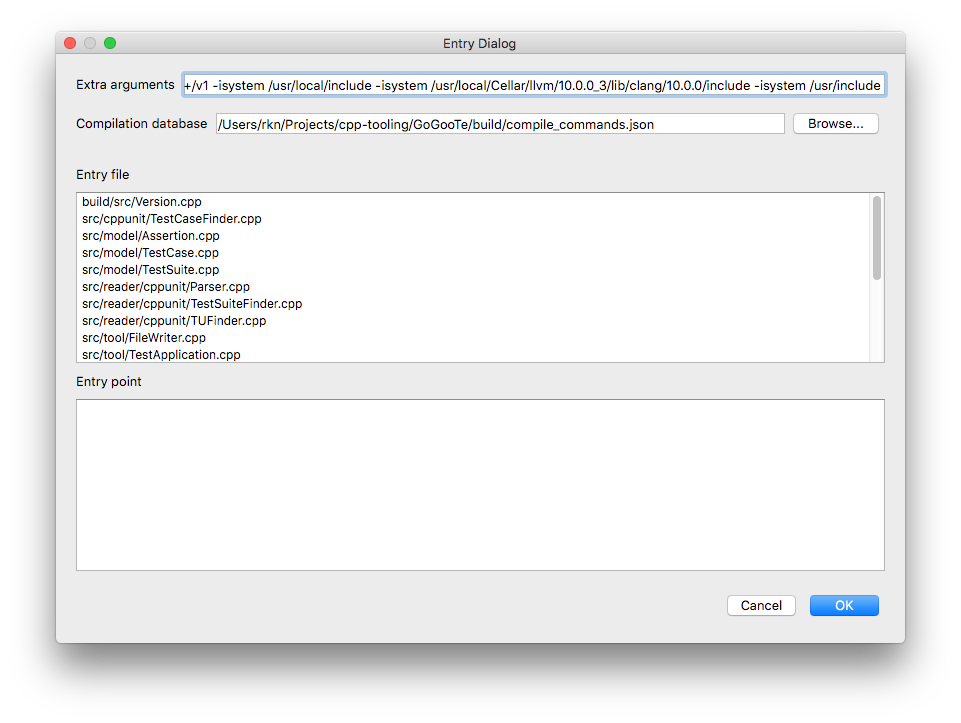 Entry Dialog
Extra arguments +/v1 -isystem /usr/local/include -isystem /usr/local/Cellar/llvm/10.0.0_3/lib/clang/10.0.0/include -isystem /usr/include
Compilation database /Users/rkn/Projects/cpp-tooling/GoGooTe/build/compile_commands.json Browse...
Entry file
build/src/Version.cpp
src/cppunit/TestCaseFinder.cpp
src/model/Assertion.cpp
src/model/TestCase.cpp
src/model/TestSuite.cpp
src/reader/cppunit/Parser.cpp
src/reader/cppunit/TestSuiteFinder.cpp
src/reader/cppunit/TUFinder.cpp
src/tool/FileWriter.cpp
src/tool/TestApplication.cpp
Entry point
Cancel OK